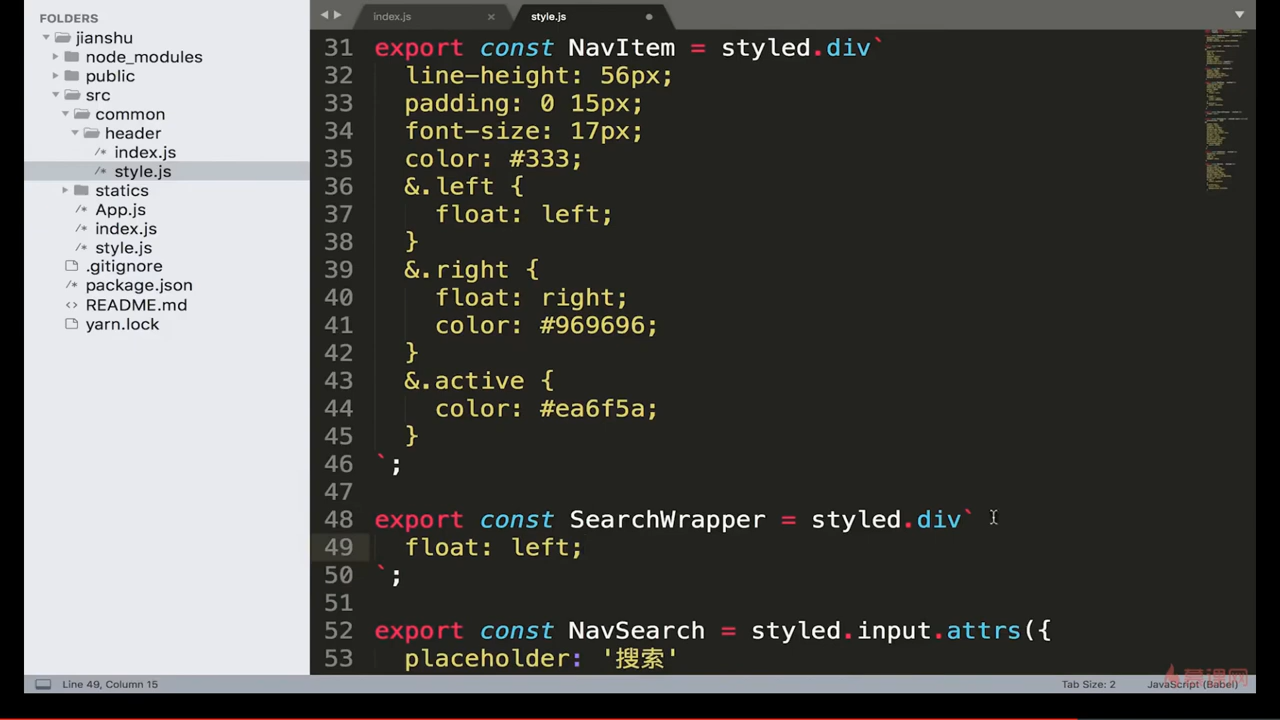 FOLDERS
jianshu
node_modules
public
src
common
header
index.js
style.js
statics
App.js
index.js
style.js
.gitignore
package.json
README.md
yarn.lock
index.js
style.js
31 export const NavItem = styled.div`
32 line-height: 56px;
33 padding: 0 15px;
34 font-size: 17px;
35 color: #333;
36 &.left {
37 float: left;
38 }
39 &.right {
40 float: right;
41 color: #969696;
42 }
43 &.active {
44 color: #ea6f5a;
45 }
46 `;
47
48 export const SearchWrapper = styled.div`
49 float: left;
50 `;
51
52 export const NavSearch = styled.input.attrs({
53 placeholder: '搜索'
慕课网
Line 49, Column 15
Tab Size: 2
JavaScript (Babel)